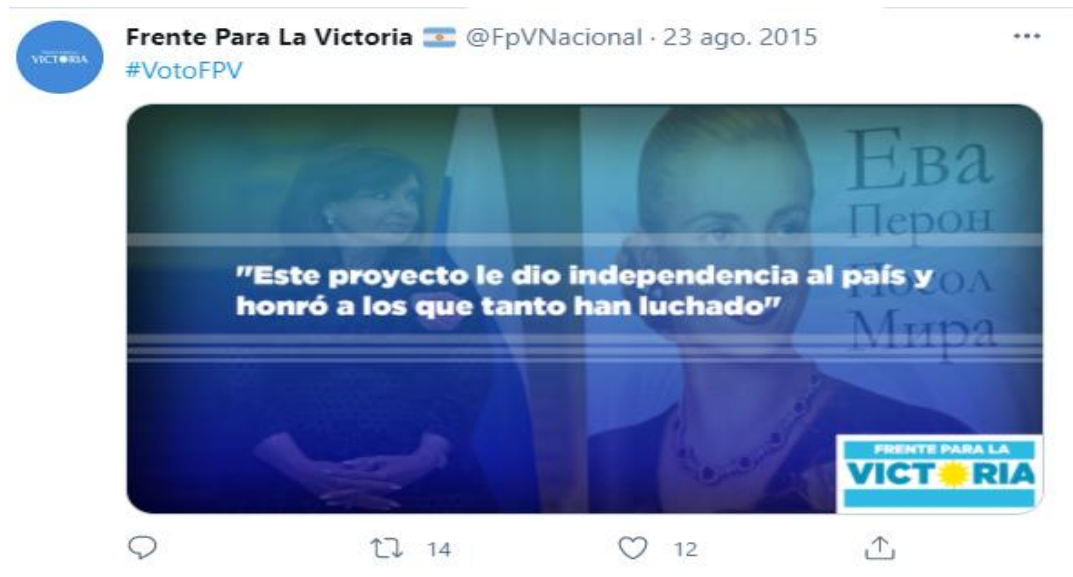 Frente Para La Victoria 🇦🇷 @FpVNacional · 23 ago. 2015
VICTORIA
#VotoFPV
Ева
Перон
Посол
Мира
"Este proyecto le dio independencia al país y
honró a los que tanto han luchado"
FRENTE PARA LA
VICTORIA
14
12